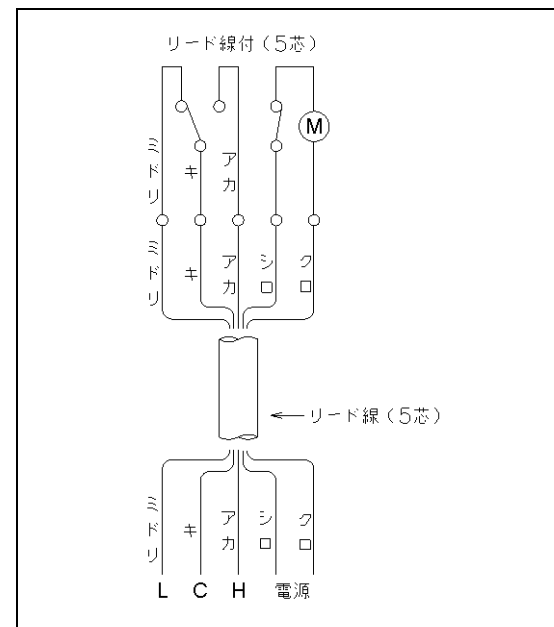 リード線付(5芯)
M
ミドリ
キ
アカ
ミドリ
キ
アカ
シロ
クロ
リード線(5芯)
ミドリ
キ
アカ
シロ
クロ
L C H 電源